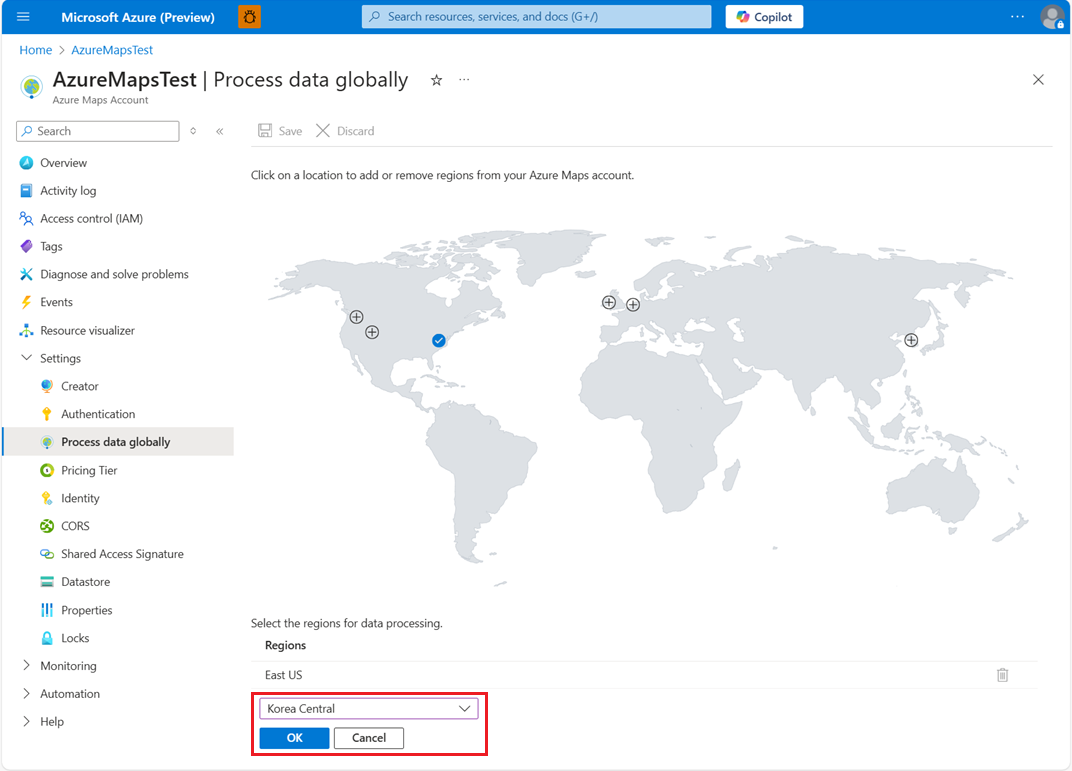 Microsoft Azure (Preview)
Search resources, services, and docs (G+/)
Copilot
Home > AzureMapsTest
AzureMapsTest | Process data globally
Azure Maps Account
Search
Save
Discard
Click on a location to add or remove regions from your Azure Maps account.
Overview
Activity log
Access control (IAM)
Tags
Diagnose and solve problems
Events
Resource visualizer
Settings
Creator
Authentication
Process data globally
Pricing Tier
Identity
CORS
Shared Access Signature
Datastore
Properties
Locks
Monitoring
Automation
Help
Select the regions for data processing.
Regions
East US
Korea Central
OK
Cancel